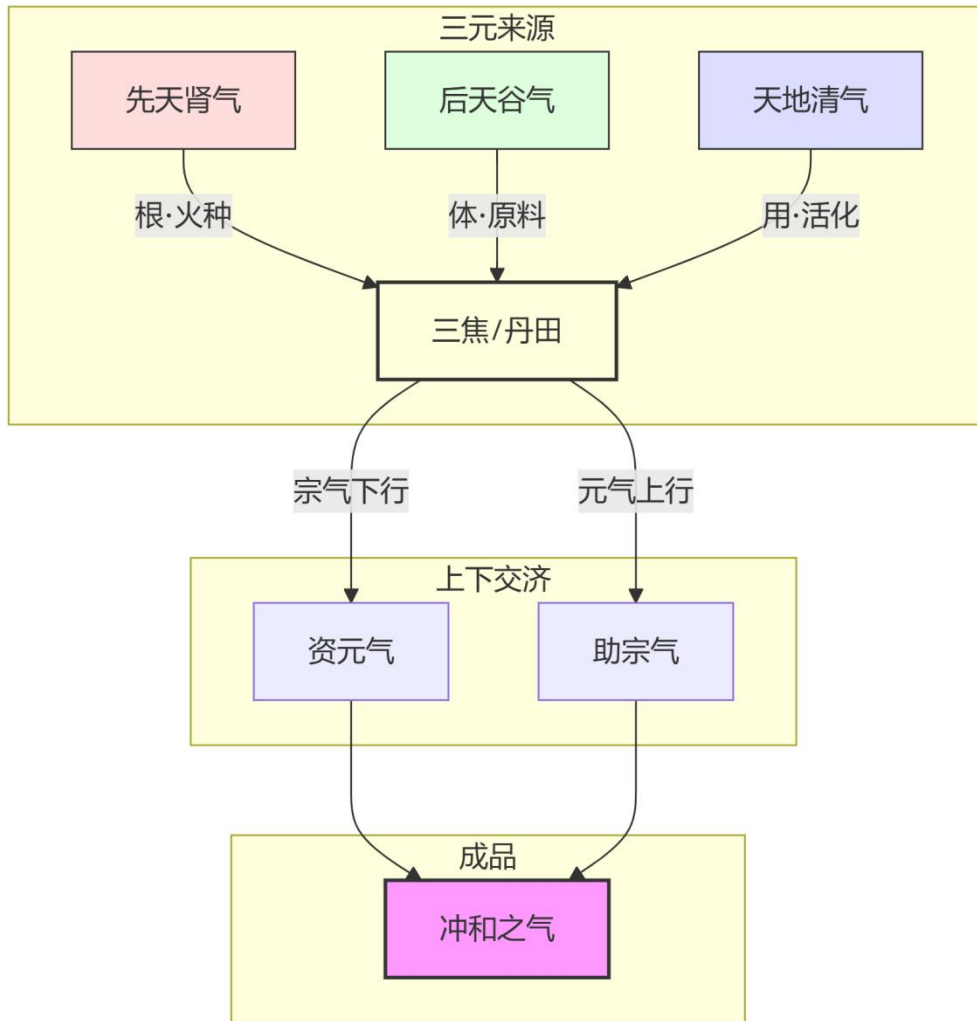 三元来源
先天肾气
后天谷气
天地清气
根·火种
体·原料
用·活化
三焦/丹田
宗气下行
元气上行
上下交济
资元气
助宗气
成品
冲和之气